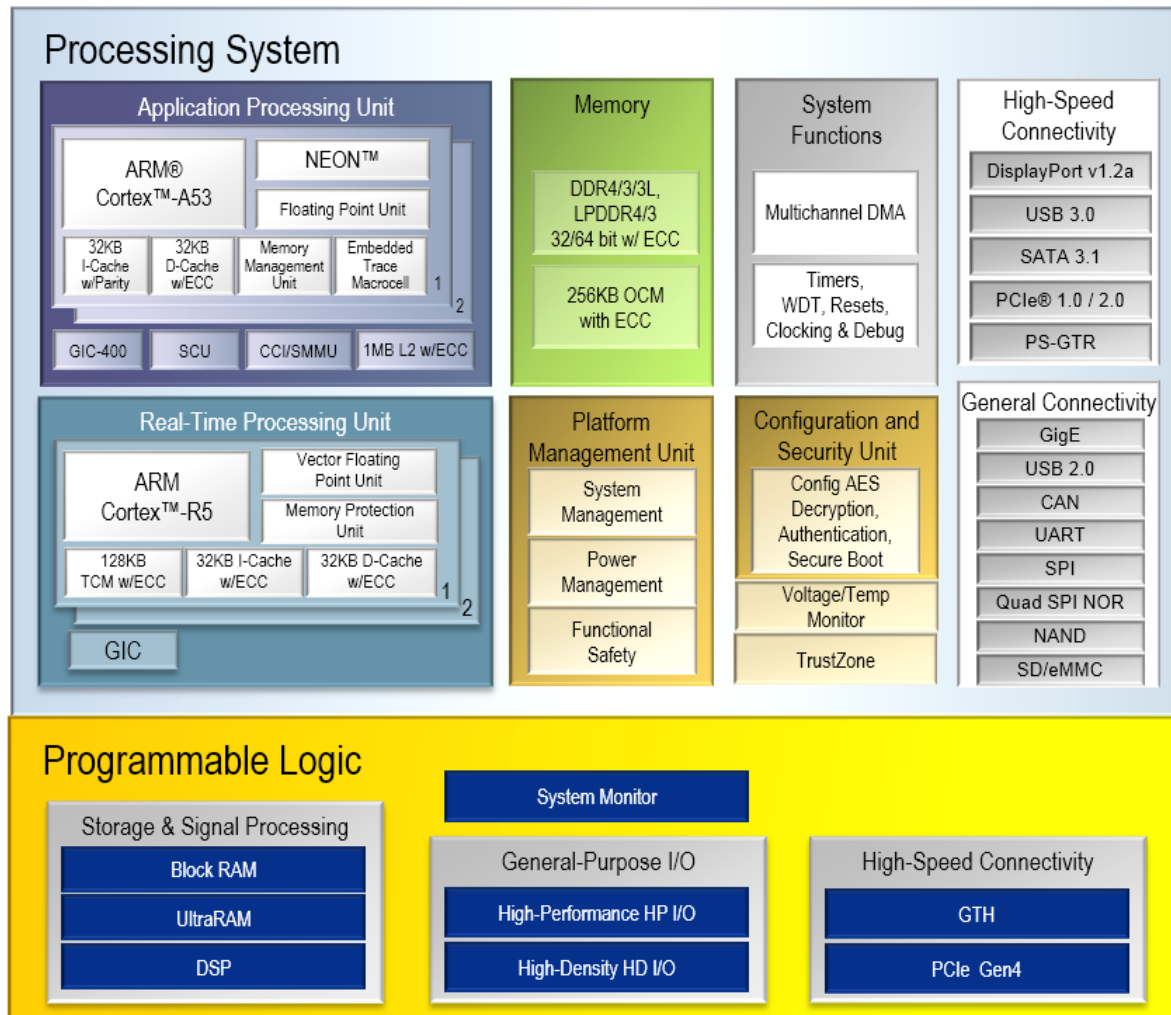 Processing System
Application Processing Unit
ARM®
Cortex™-A53
NEON™
Floating Point Unit
32KB
I-Cache
w/Parity
32KB
D-Cache
w/ECC
Memory
Management
Unit
Embedded
Trace
Macrocell
1
2
GIC-400
SCU
CCI/SMMU
1MB L2 w/ECC
Memory
DDR4/3/3L,
LPDDR4/3
32/64 bit w/ ECC
256KB OCM
with ECC
System
Functions
Multichannel DMA
Timers,
WDT, Resets,
Clocking & Debug
High-Speed
Connectivity
DisplayPort v1.2a
USB 3.0
SATA 3.1
PCIe® 1.0 / 2.0
PS-GTR
Real-Time Processing Unit
ARM
Cortex™-R5
Vector Floating
Point Unit
Memory Protection
Unit
128KB
TCM w/ECC
32KB I-Cache
w/ECC
32KB D-Cache
w/ECC
1
2
GIC
Platform
Management Unit
System
Management
Power
Management
Functional
Safety
Configuration and
Security Unit
Config AES
Decryption,
Authentication,
Secure Boot
Voltage/Temp
Monitor
TrustZone
General Connectivity
GigE
USB 2.0
CAN
UART
SPI
Quad SPI NOR
NAND
SD/eMMC
Programmable Logic
Storage & Signal Processing
Block RAM
UltraRAM
DSP
System Monitor
General-Purpose I/O
High-Performance HP I/O
High-Density HD I/O
High-Speed Connectivity
GTH
PCIe Gen4